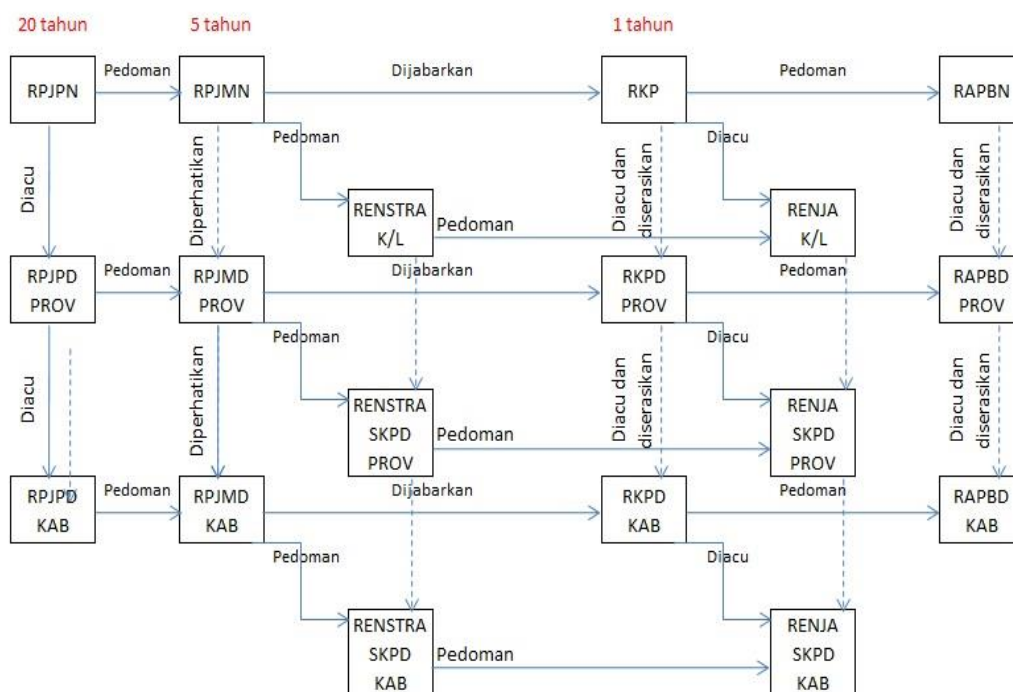 20 tahun
5 tahun
1 tahun
RPJPN
Pedoman
RPJMN
Dijabarkan
RKP
Pedoman
RAPBN
Diacu
Diperhatikan
Pedoman
Diacu dan
diserasikan
Diacu
Diacu dan
diserasikan
RENSTRA
K/L
Pedoman
RENJA
K/L
RPJPD
PROV
Pedoman
RPJMD
PROV
Dijabarkan
RKPD
PROV
Pedoman
RAPBD
PROV
Diacu
Diperhatikan
Pedoman
Diacu dan
diserasikan
Diacu
Diacu dan
diserasikan
RENSTRA
SKPD
PROV
Pedoman
RENJA
SKPD
PROV
RPJPD
KAB
Pedoman
RPJMD
KAB
Dijabarkan
RKPD
KAB
Pedoman
RAPBD
KAB
Pedoman
Diacu
RENSTRA
SKPD
KAB
Pedoman
RENJA
SKPD
KAB